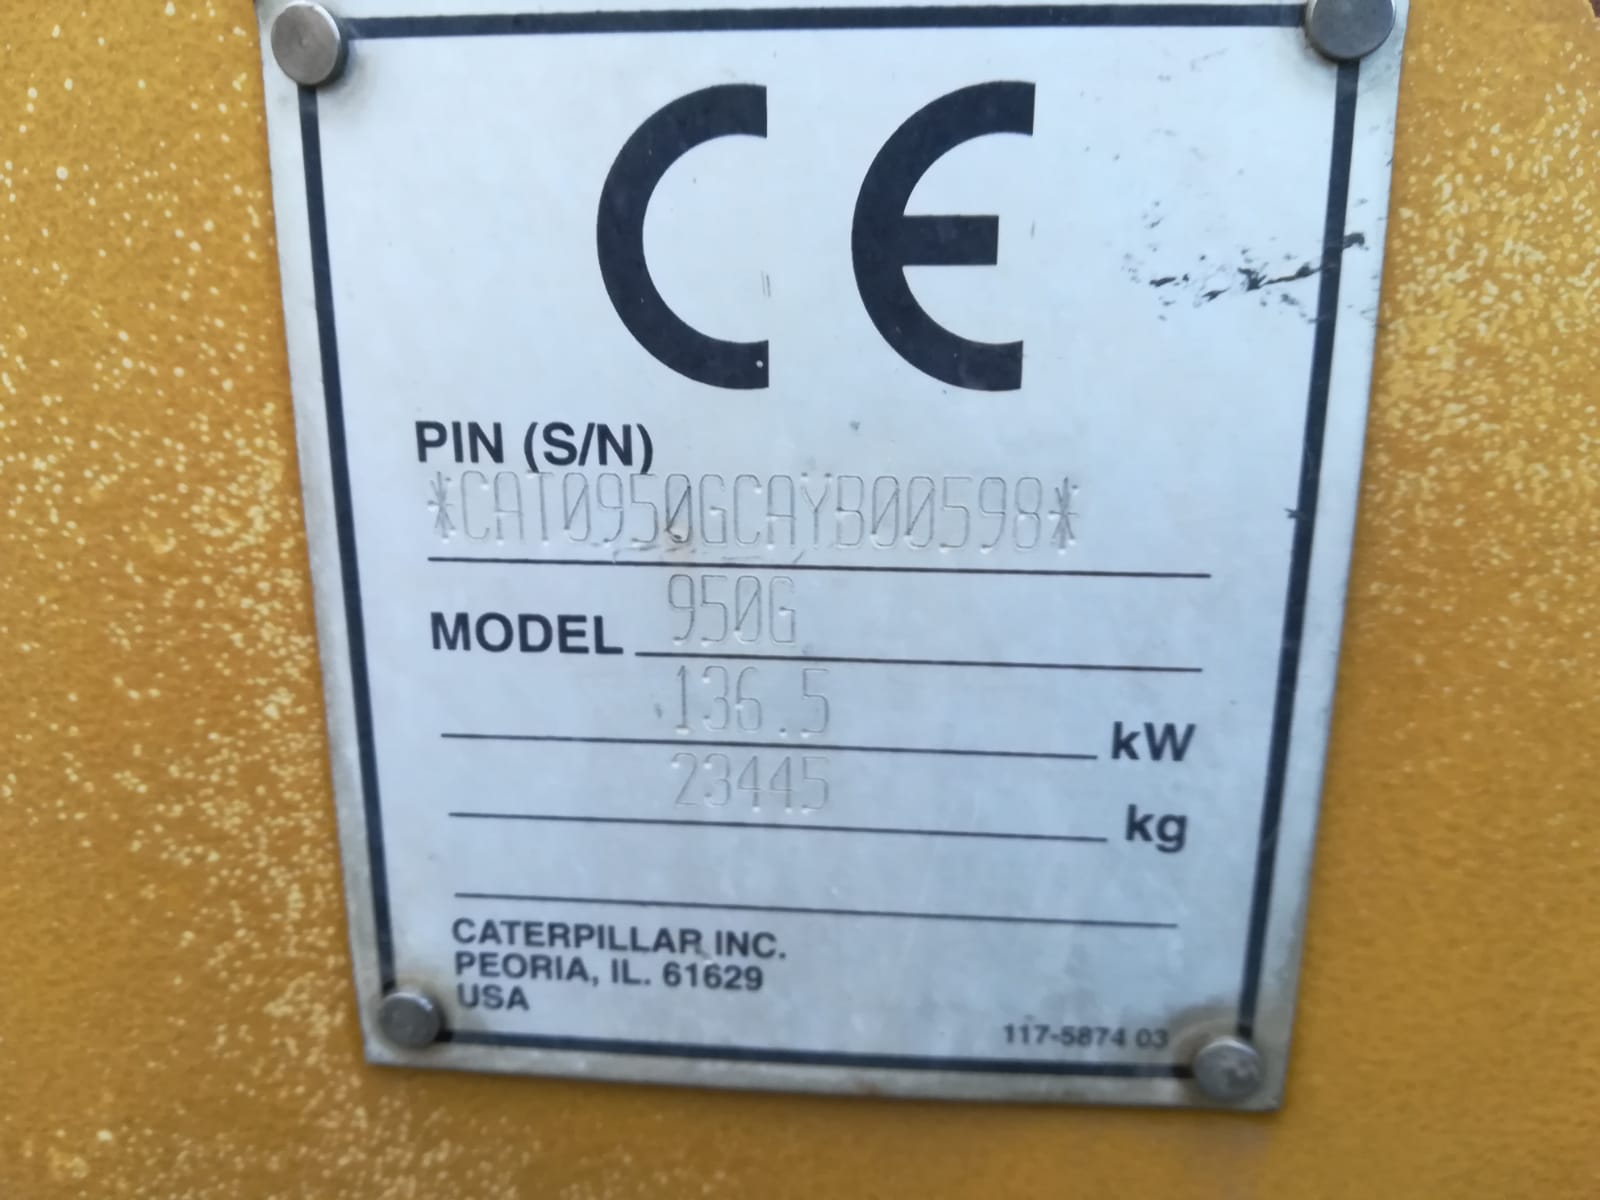 CE
PIN (S/N)
*CAT0950GCAYB00598*
MODEL 950G
136.5 kW
23445 kg
CATERPILLAR INC.
PEORIA, IL. 61629
USA
117-5874 03